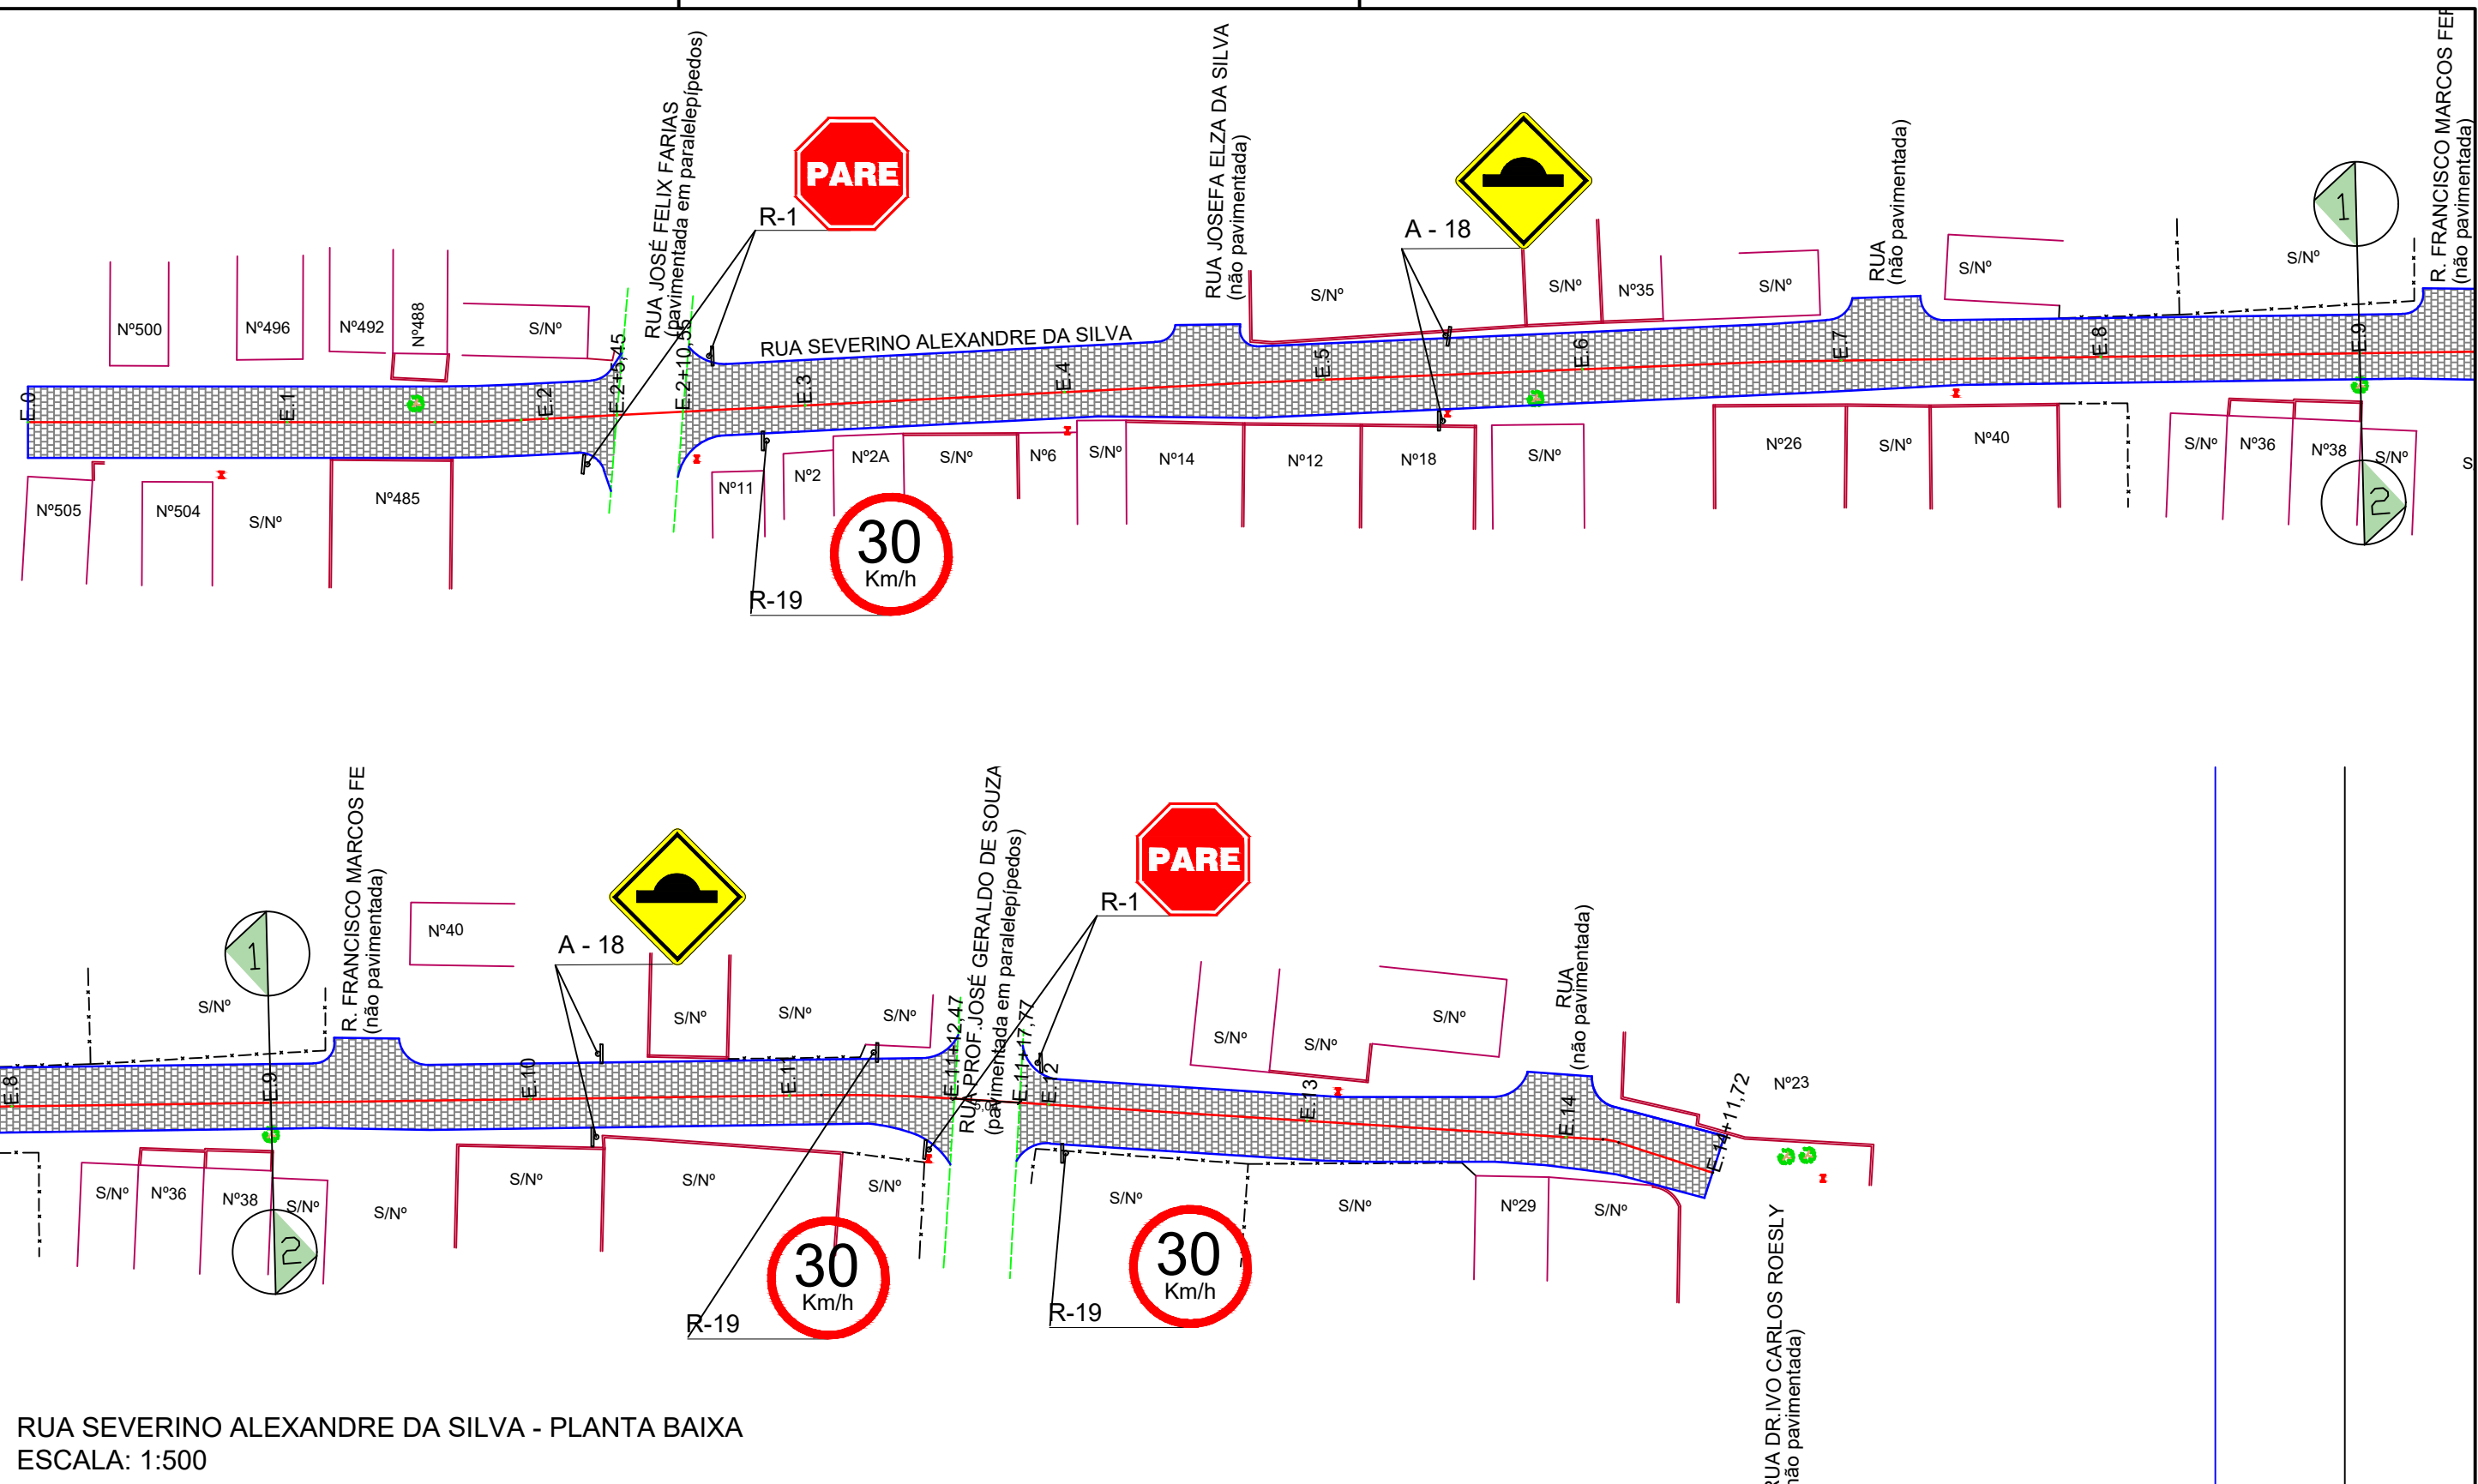 RUA JOSÉ FELIX FARIAS
(pavimentada em paralelepípedos)
PARE
R-1
RUA JOSEFA ELZA DA SILVA
(não pavimentada)
A - 18
RUA
(não pavimentada)
1
R. FRANCISCO MARCOS FER
(não pavimentada)
Nº500
Nº496
Nº492
Nº488
S/Nº
S/Nº
S/Nº
Nº35
S/Nº
S/Nº
S/Nº
RUA SEVERINO ALEXANDRE DA SILVA
E.0
E.1
E.2
E.2+5,45
E.2+10,55
E.3
E.4
E.5
E.6
E.7
E.8
E.9
Nº505
Nº504
S/Nº
Nº485
Nº11
Nº2
Nº2A
S/Nº
Nº6
S/Nº
Nº14
Nº12
Nº18
S/Nº
Nº26
S/Nº
Nº40
S/Nº
Nº36
Nº38
S/Nº
S
2
30
Km/h
R-19
1
S/Nº
R. FRANCISCO MARCOS FE
(não pavimentada)
Nº40
A - 18
S/Nº
S/Nº
S/Nº
RUA PROF.JOSÉ GERALDO DE SOUZA
(pavimentada em paralelepípedos)
R-1
PARE
S/Nº
S/Nº
S/Nº
RUA
(não pavimentada)
Nº23
E.8
E.9
E.10
E.11
E.11+12,47
E.11+17,77
E.12
E.13
E.14
E.14+11,72
S/Nº
Nº36
Nº38
S/Nº
S/Nº
S/Nº
S/Nº
S/Nº
S/Nº
S/Nº
Nº29
S/Nº
2
30
Km/h
R-19
30
Km/h
R-19
RUA DR.IVO CARLOS ROESLY
não pavimentada)
RUA SEVERINO ALEXANDRE DA SILVA - PLANTA BAIXA
ESCALA: 1:500